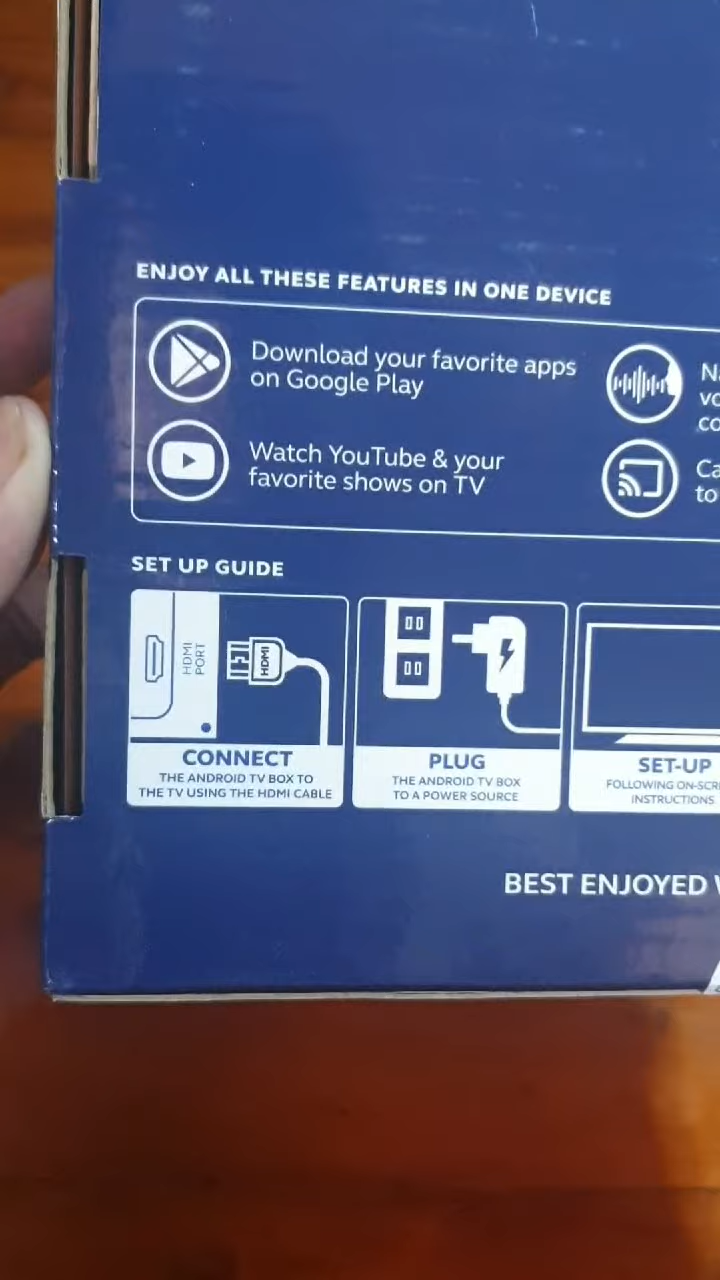 ENJOY ALL THESE FEATURES IN ONE DEVICE
Download your favorite apps
on Google Play
Watch YouTube & your
favorite shows on TV
SET UP GUIDE
HDMI
PORT
HDMI
CONNECT
THE ANDROID TV BOX TO
THE TV USING THE HDMI CABLE
PLUG
THE ANDROID TV BOX
TO A POWER SOURCE
SET-UP
FOLLOWING
INSTRUCTIONS
BEST ENJOYED